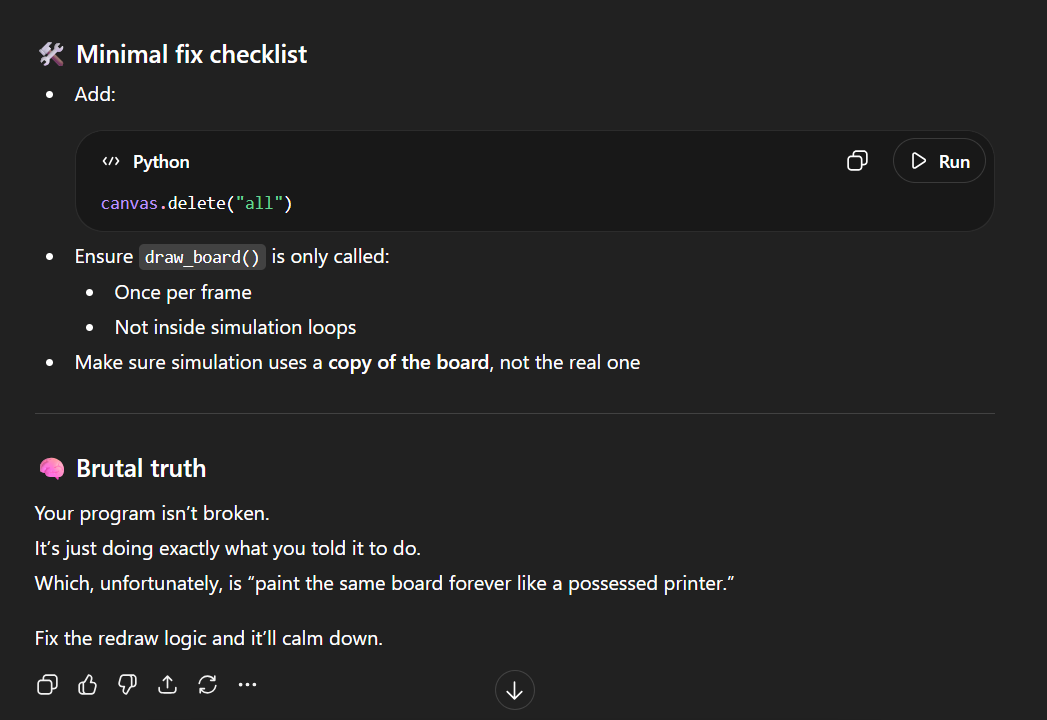 🛠️ Minimal fix checklist
• Add:
</> Python
Run
canvas.delete("all")
• Ensure draw_board() is only called:
• Once per frame
• Not inside simulation loops
• Make sure simulation uses a copy of the board, not the real one
🧠 Brutal truth
Your program isn’t broken.
It’s just doing exactly what you told it to do.
Which, unfortunately, is “paint the same board forever like a possessed printer.”
Fix the redraw logic and it’ll calm down.